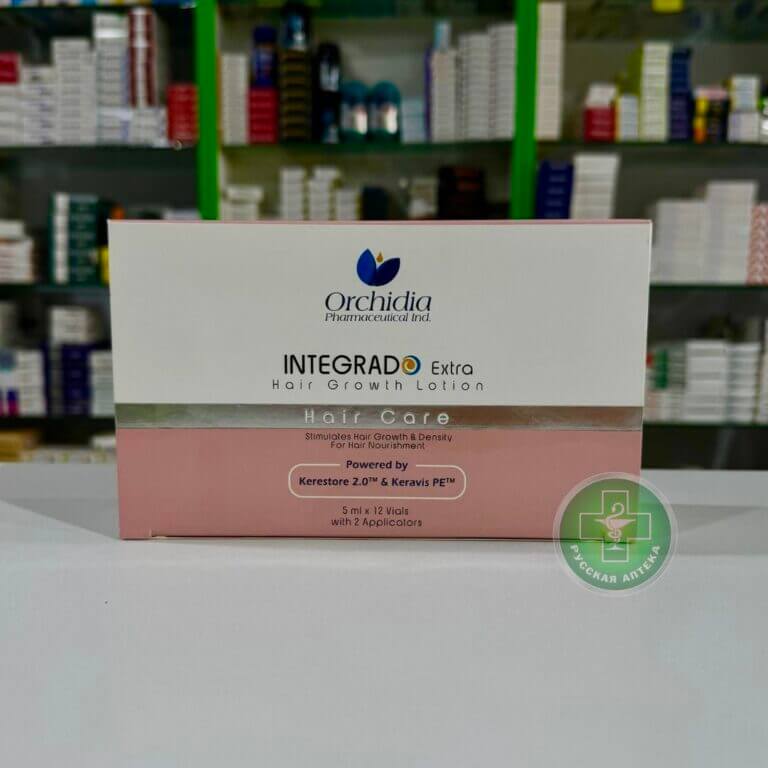 Orchidia
Pharmaceutical Ind.
INTEGRADO Extra
Hair Growth Lotion
Hair Care
Stimulates Hair Growth & Density
For Hair Nourishment
Powered by
Kerestore 2.0™ & Keravis PE™
5 ml x 12 Vials
with 2 Applicators
РУССКАЯ АПТЕКА